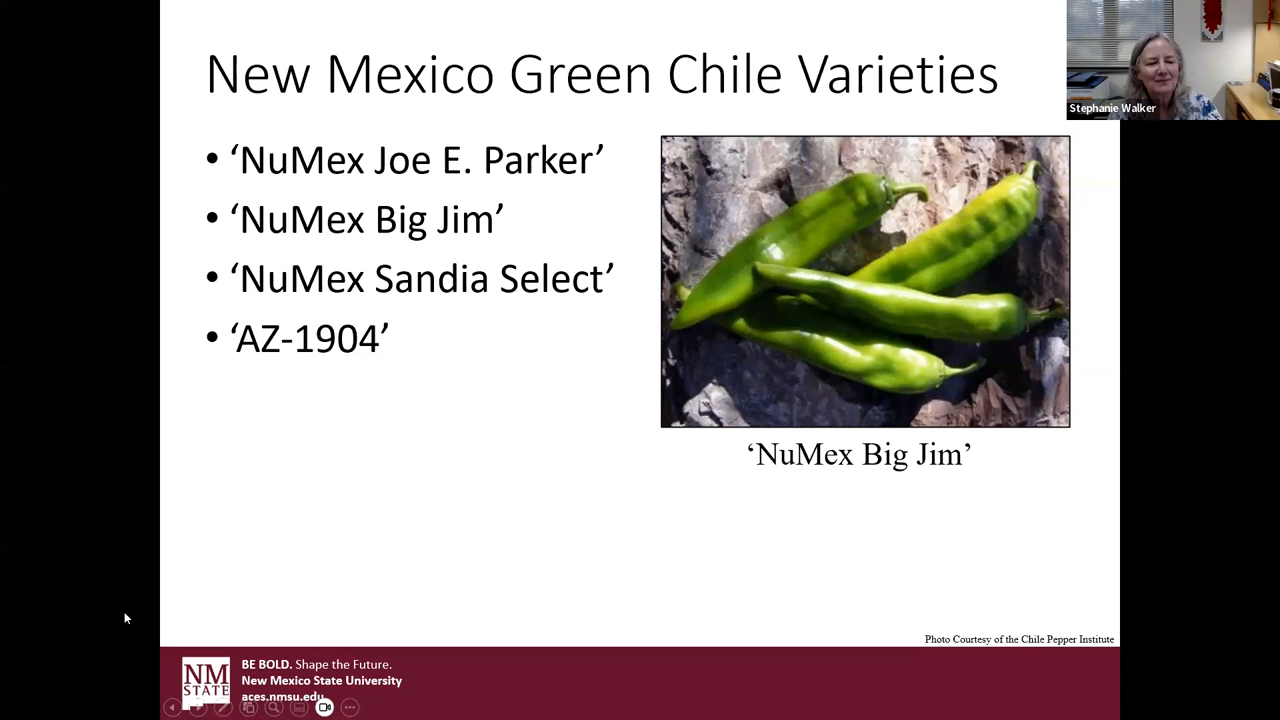 New Mexico Green Chile Varieties
Stephanie Walker
• ‘NuMex Joe E. Parker’
• ‘NuMex Big Jim’
• ‘NuMex Sandia Select’
• ‘AZ-1904’
‘NuMex Big Jim’
Photo Courtesy of the Chile Pepper Institute
NM
STATE
BE BOLD. Shape the Future.
New Mexico State University
aces.nmsu.edu